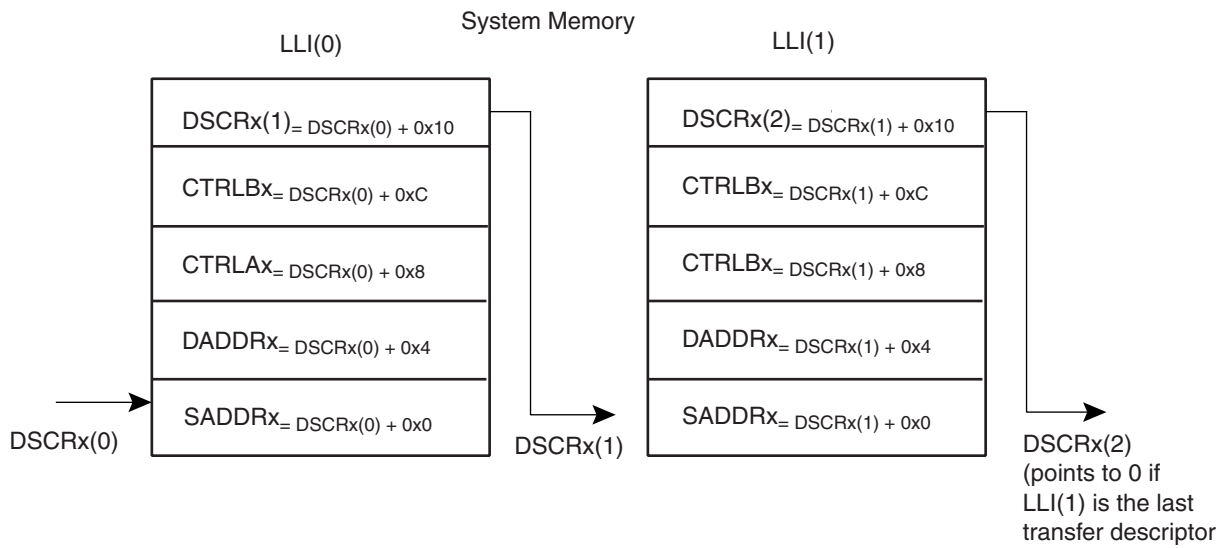 System Memory
LLI(0)
LLI(1)
DSCRx(1)= DSCRx(0) + 0x10
CTRLBx= DSCRx(0) + 0xC
CTRLAx= DSCRx(0) + 0x8
DADDRx= DSCRx(0) + 0x4
SADDRx= DSCRx(0) + 0x0
DSCRx(0)
DSCRx(1)
DSCRx(2)= DSCRx(1) + 0x10
CTRLBx= DSCRx(1) + 0xC
CTRLBx= DSCRx(1) + 0x8
DADDRx= DSCRx(1) + 0x4
SADDRx= DSCRx(1) + 0x0
DSCRx(2)
(points to 0 if
LLI(1) is the last
transfer descriptor